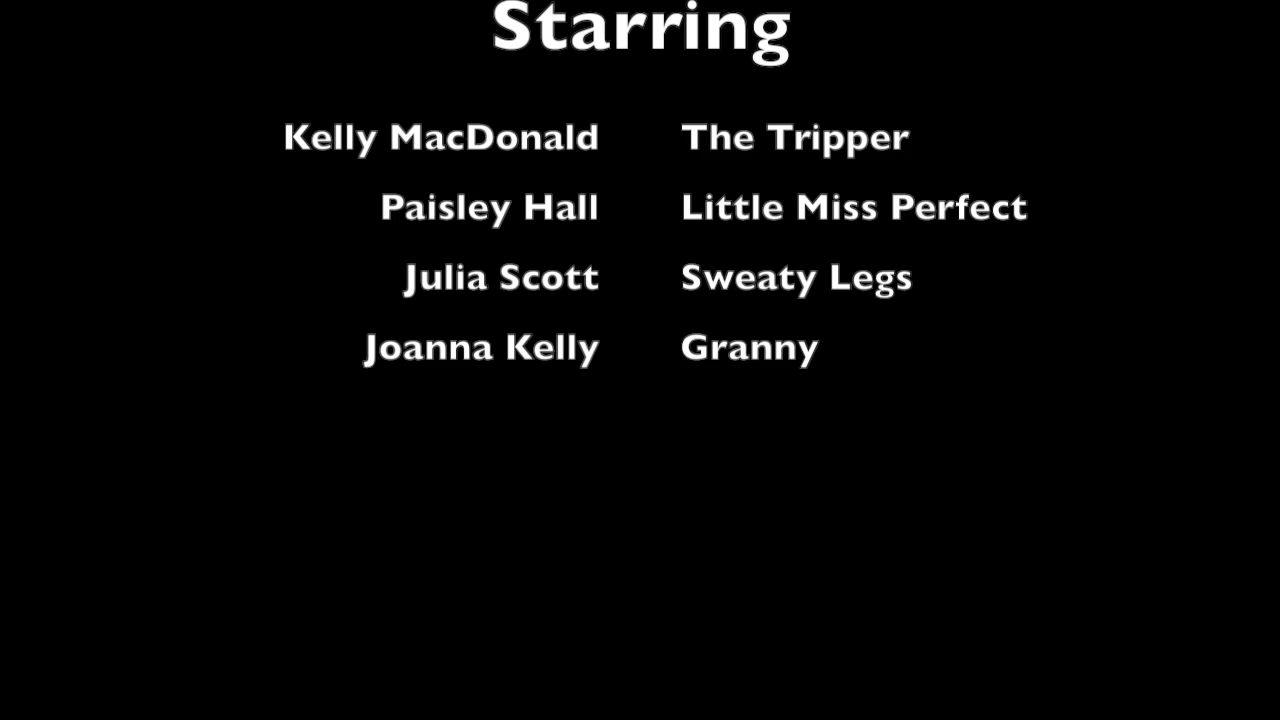 Starring
Kelly MacDonald The Tripper
Paisley Hall Little Miss Perfect
Julia Scott Sweaty Legs
Joanna Kelly Granny